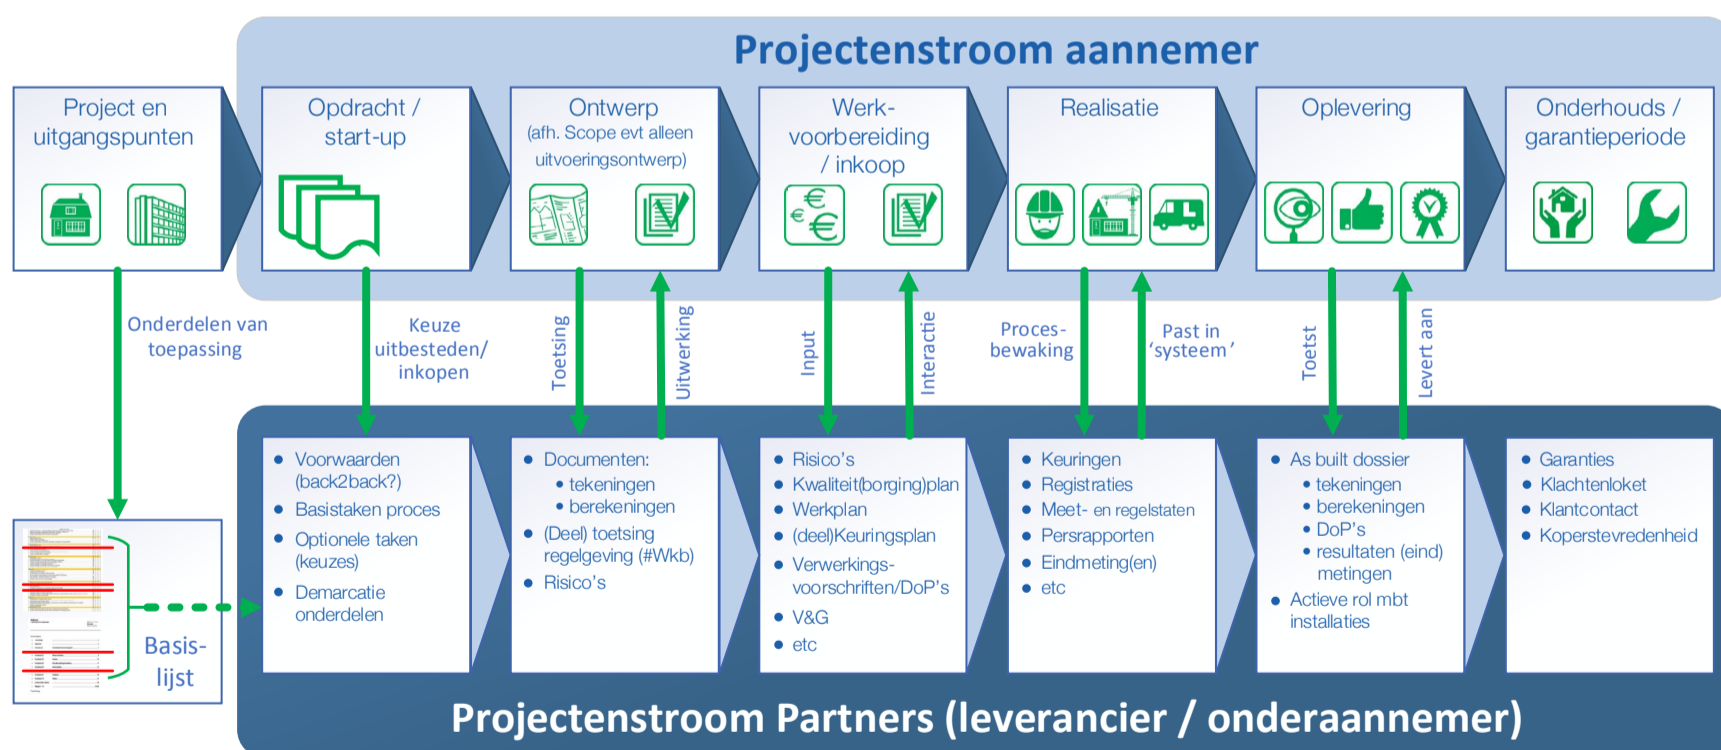 Projectenstroom aannemer
Project en
uitgangspunten
Opdracht /
start-up
Ontwerp
(afh. Scope evt alleen
uitvoeringsontwerp)
Werk-
voorbereiding
/ inkoop
Realisatie
Oplevering
Onderhouds /
garantieperiode
Onderdelen van
toepassing
Keuze
uitbesteden/
inkopen
Toetsing
Uitwerking
Input
Interactie
Proces-
bewaking
Past in
‘systeem’
Toetst
Levert aan
Basis-
lijst
• Voorwaarden
(back2back?)
• Basistaken proces
• Optionele taken
(keuzes)
• Demarcatie
onderdelen
• Documenten:
• tekeningen
• berekeningen
• (Deel) toetsing
regelgeving (#Wkb)
• Risico’s
• Risico’s
• Kwaliteit(borging)plan
• Werkplan
• (deel)Keuringsplan
• Verwerkings-
voorschriften/DoP’s
• V&G
• etc
• Keuringen
• Registraties
• Meet- en regelstaten
• Persrapporten
• Eindmeting(en)
• etc
• As built dossier
• tekeningen
• berekeningen
• DoP’s
• resultaten (eind)
metingen
• Actieve rol mbt
installaties
• Garanties
• Klachtenloket
• Klantcontact
• Koperstevredenheid
Projectenstroom Partners (leverancier / onderaannemer)